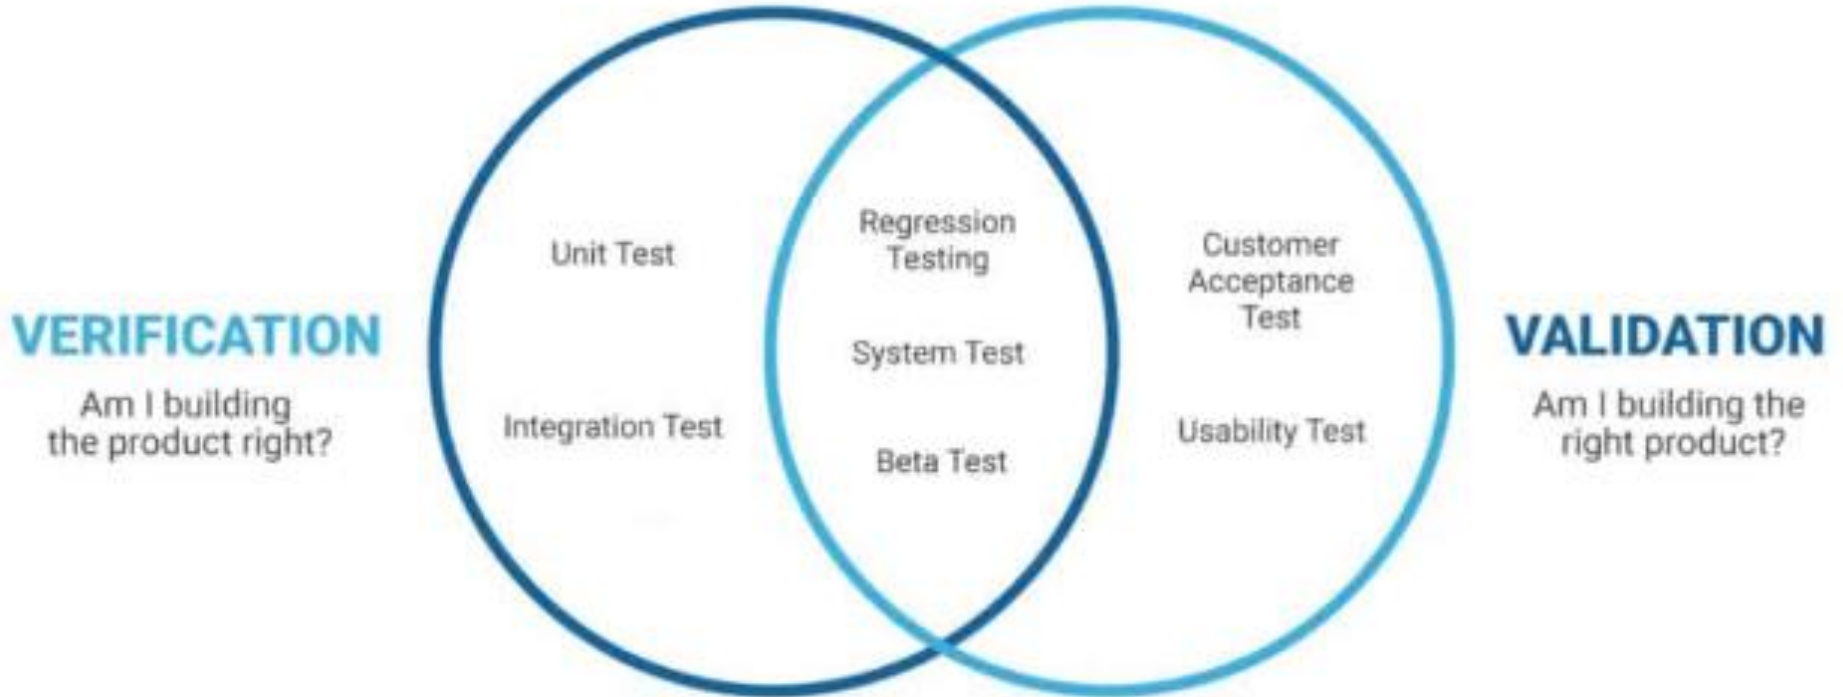 VERIFICATION
Am I building
the product right?
Unit Test
Integration Test
Regression
Testing
System Test
Beta Test
Customer
Acceptance
Test
Usability Test
VALIDATION
Am I building the
right product?